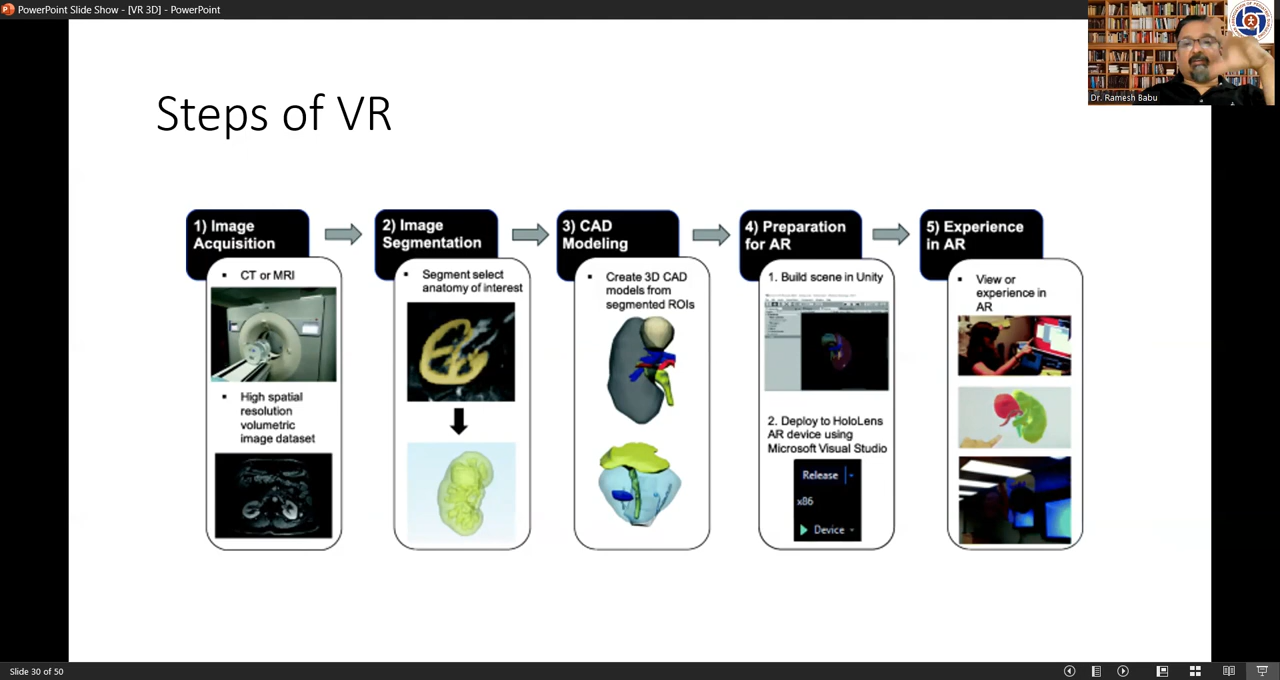 PowerPoint Slide Show - [VR 3D] - PowerPoint
Dr. Ramesh Babu
Steps of VR
1) Image
Acquisition
▪ CT or MRI
▪ High spatial
resolution
volumetric
image dataset
2) Image
Segmentation
▪ Segment select
anatomy of interest
3) CAD
Modeling
▪ Create 3D CAD
models from
segmented ROIs
4) Preparation
for AR
1. Build scene in Unity
2. Deploy to HoloLens
AR device using
Microsoft Visual Studio
Release
x86
Device
5) Experience
in AR
▪ View or
experience in
AR
Slide 30 of 50